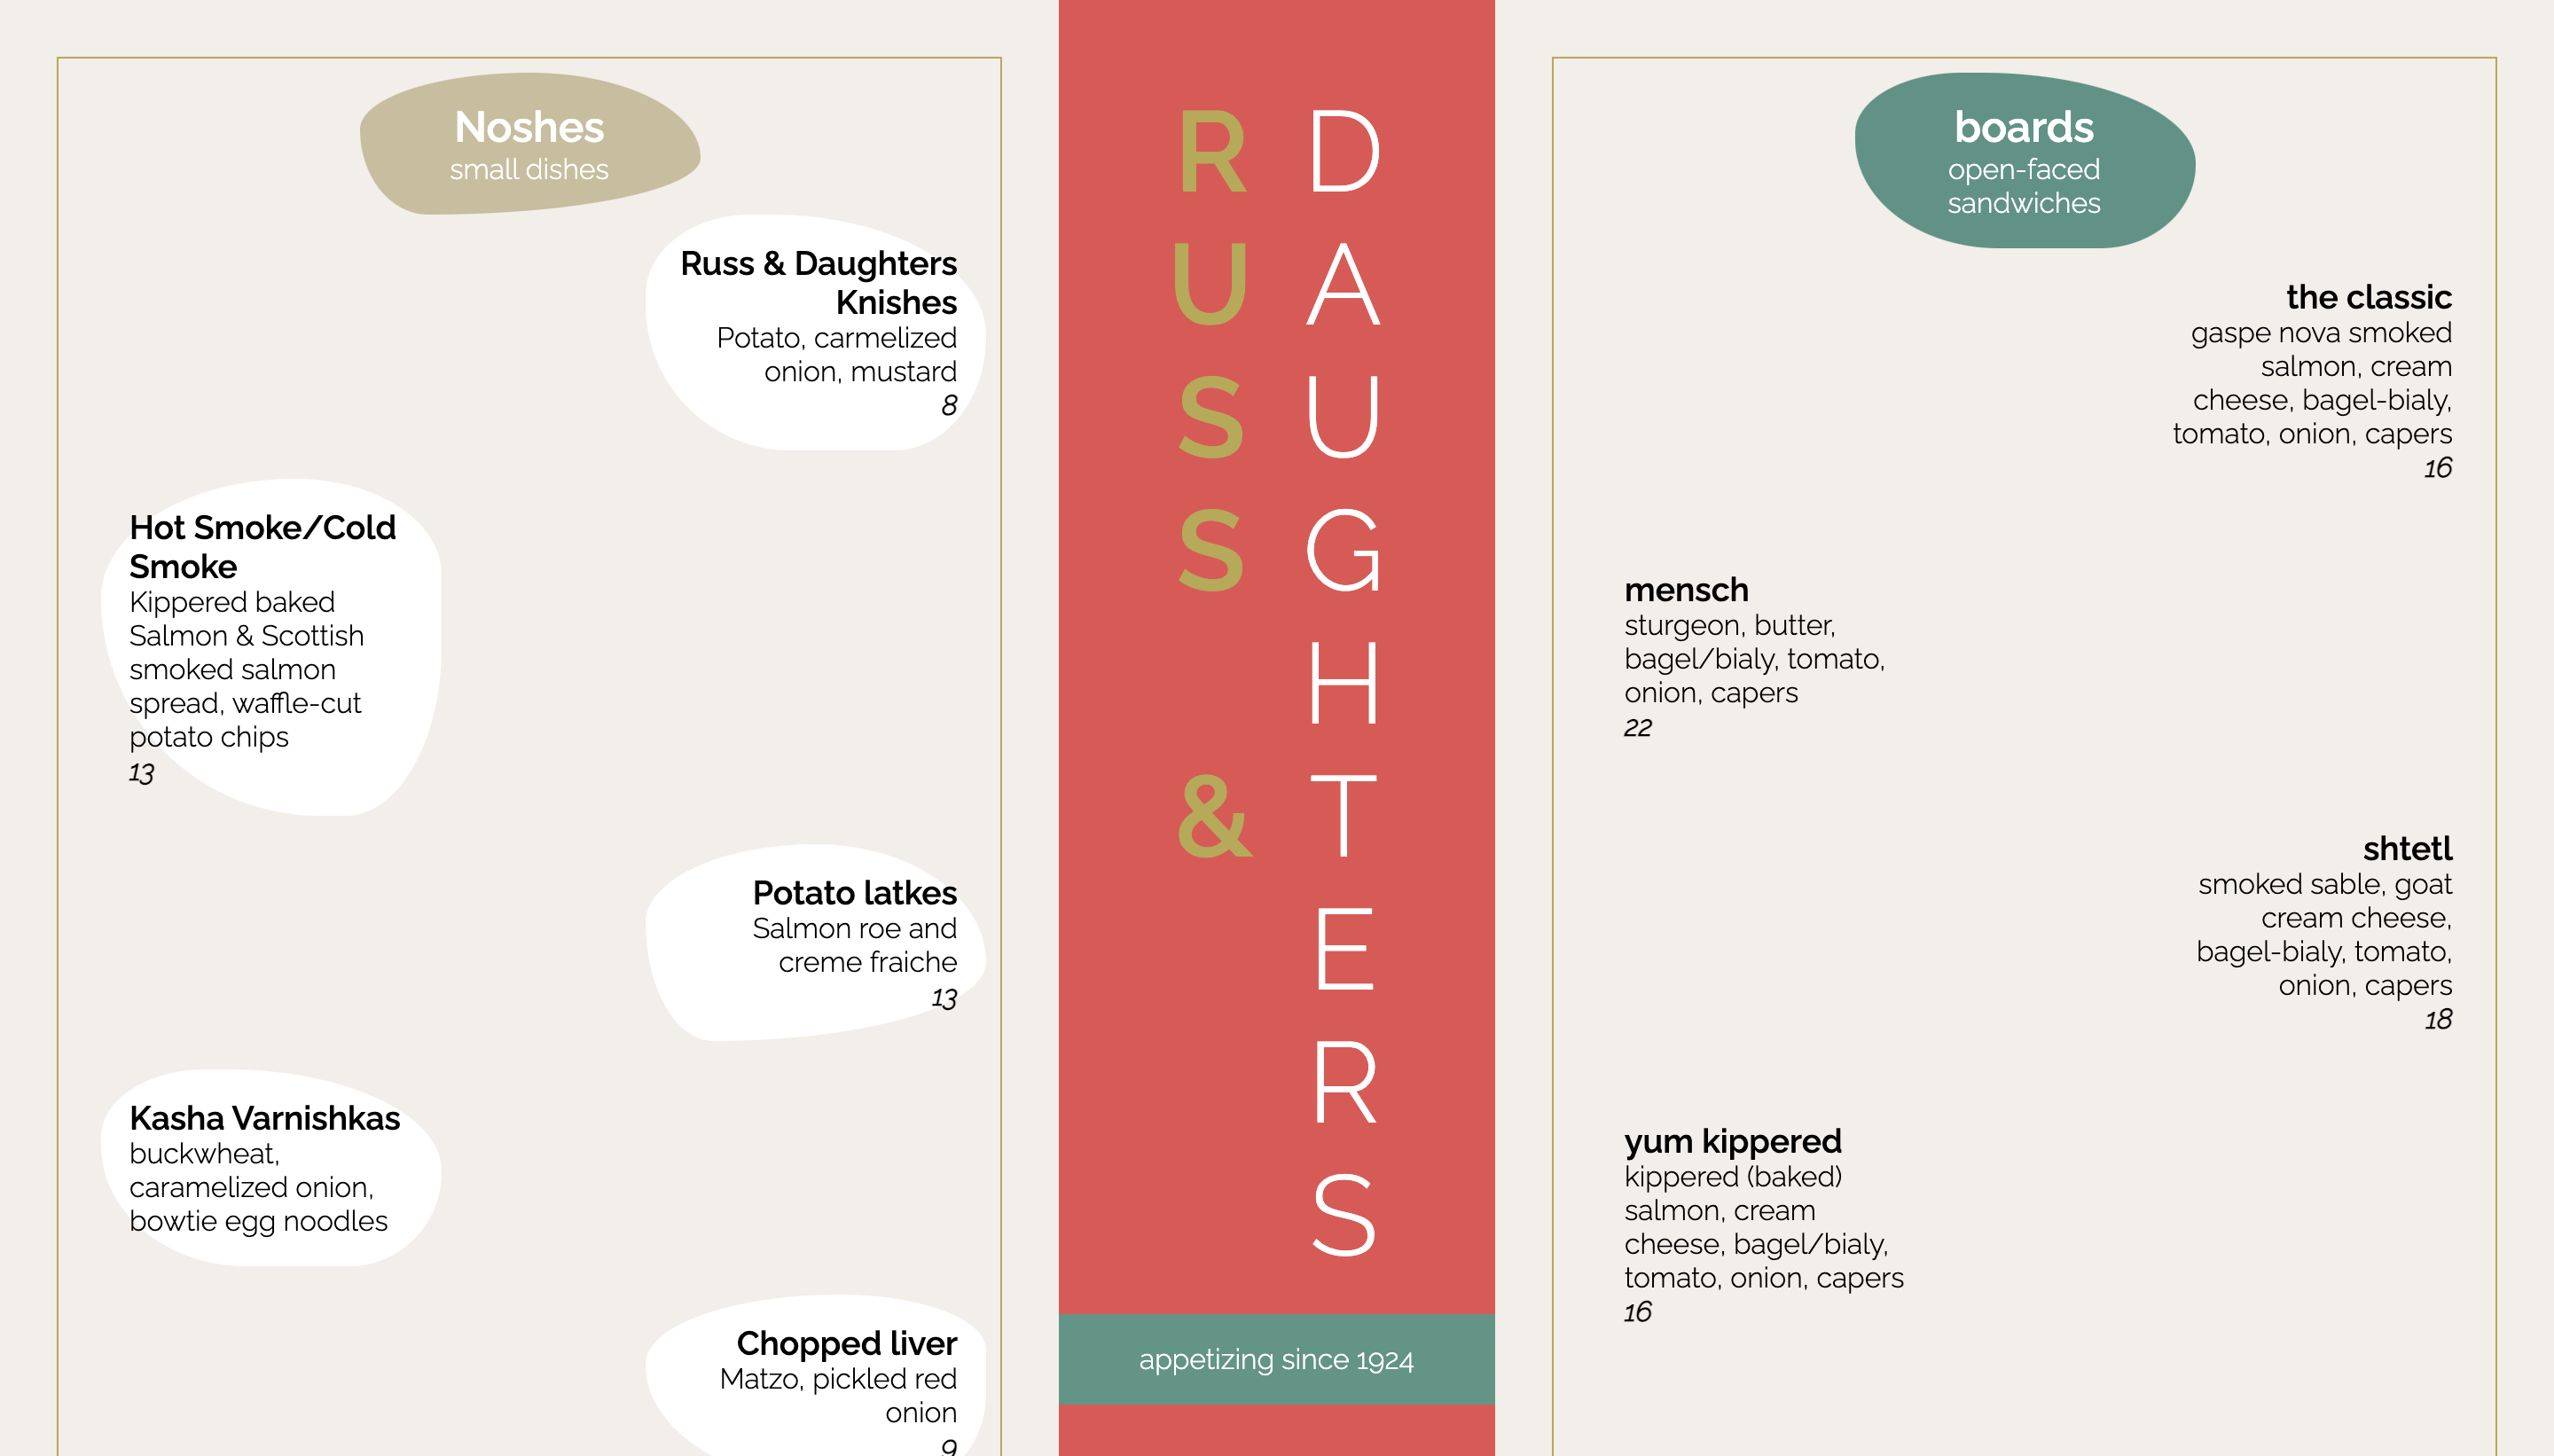 Noshes
small dishes
Russ & Daughters
Knishes
Potato, carmelized
onion, mustard
8
Hot Smoke/Cold
Smoke
Kippered baked
Salmon & Scottish
smoked salmon
spread, waffle-cut
potato chips
13
Potato latkes
Salmon roe and
creme fraiche
13
Kasha Varnishkas
buckwheat,
caramelized onion,
bowtie egg noodles
Chopped liver
Matzo, pickled red
onion
9
RUSS &
DAUGHTERS
appetizing since 1924
boards
open-faced
sandwiches
the classic
gaspe nova smoked
salmon, cream
cheese, bagel-bialy,
tomato, onion, capers
16
mensch
sturgeon, butter,
bagel/bialy, tomato,
onion, capers
22
shtetl
smoked sable, goat
cream cheese,
bagel-bialy, tomato,
onion, capers
18
yum kippered
kippered (baked)
salmon, cream
cheese, bagel/bialy,
tomato, onion, capers
16